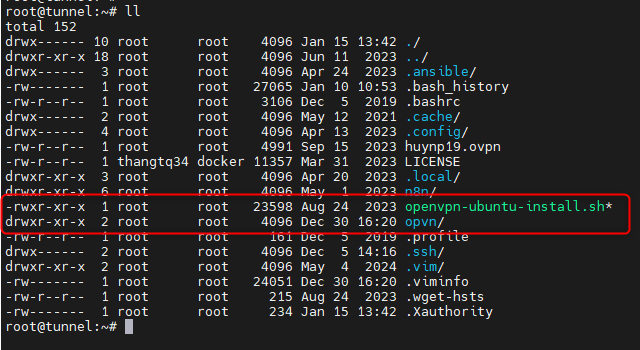 root@tunnel:~# ll
total 152
drwx------ 10 root root 4096 Jan 15 13:42 ./
drwxr-xr-x 18 root root 4096 Jun 11 2023 ../
drwx------ 3 root root 4096 Apr 24 2023 .ansible/
-rw------- 1 root root 27065 Jan 10 10:53 .bash_history
-rw-r--r-- 1 root root 3106 Dec 5 2019 .bashrc
drwx------ 2 root root 4096 May 12 2021 .cache/
drwx------ 4 root root 4096 Apr 13 2023 .config/
-rw------- 1 root root 4991 Sep 15 2023 huynp19.ovpn
-rw-r--r-- 1 thangtq34 docker 11357 Mar 31 2023 LICENSE
drwxr-xr-x 3 root root 4096 Apr 24 2023 .local/
drwxr-xr-x 6 root root 4096 May 1 2023 n8n/
-rwxr-xr-x 1 root root 23598 Aug 24 2023 openvpn-ubuntu-install.sh*
drwxr-xr-x 2 root root 4096 Dec 30 16:20 opvn/
-rw-r--r-- 1 root root 161 Dec 5 2019 .profile
drwx------ 2 root root 4096 Dec 5 14:16 .ssh/
drwxr-xr-x 2 root root 4096 May 4 2024 .vim/
-rw------- 1 root root 24051 Dec 30 16:20 .viminfo
-rw-r--r-- 1 root root 215 Aug 24 2023 .wget-hsts
-rw------- 1 root root 234 Jan 15 13:42 .Xauthority
root@tunnel:~#